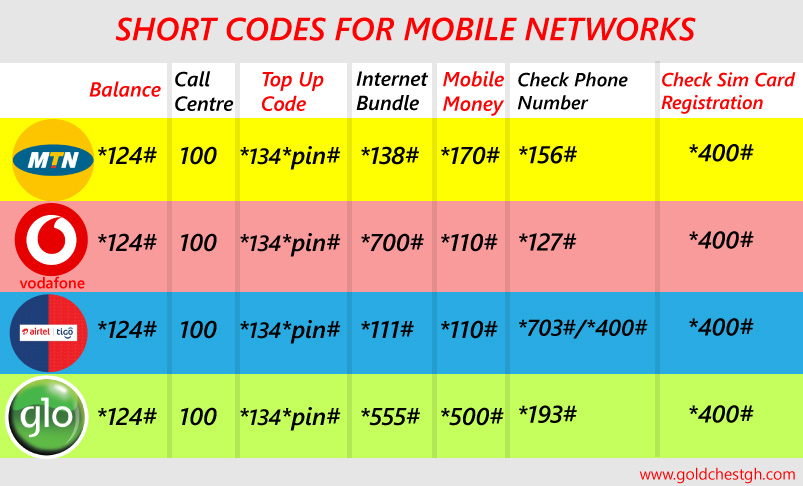 SHORT CODES FOR MOBILE NETWORKS
Balance Call Centre Top Up Code Internet Bundle Mobile Money Check Phone Number Check Sim Card Registration
MTN *124# 100 *134*pin# *138# *170# *156# *400#
vodafone *124# 100 *134*pin# *700# *110# *127# *400#
airtel tigo *124# 100 *134*pin# *111# *110# *703#/*400# *400#
glo *124# 100 *134*pin# *555# *500# *193# *400#
www.goldchestgh.com